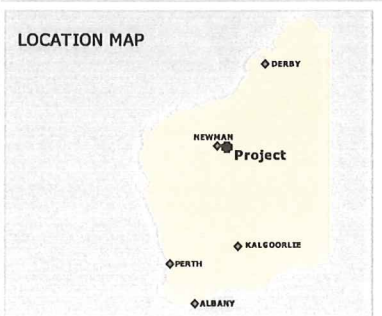 LOCATION MAP
DERBY
NEWMAN
Project
KALGOORLIE
PERTH
ALBANY